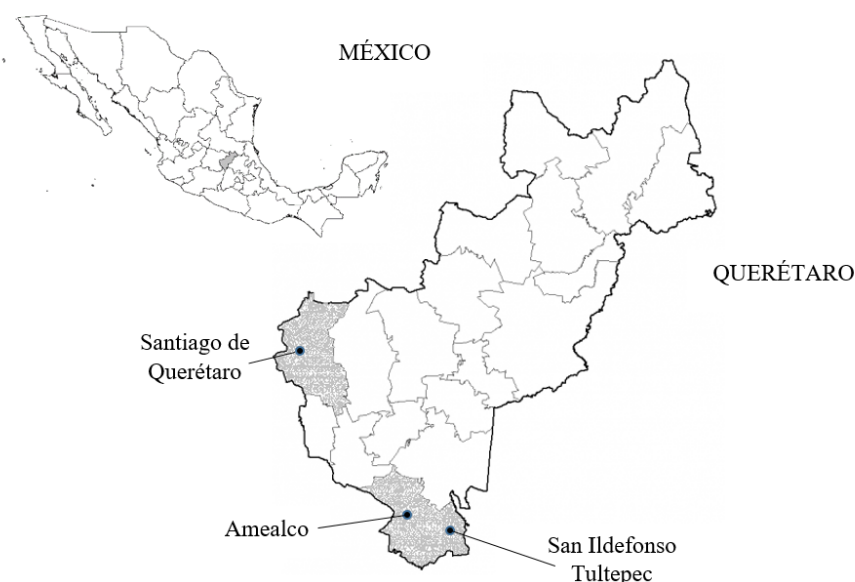 MÉXICO
QUERÉTARO
Santiago de
Querétaro
Amealco
San Ildefonso
Tultepec